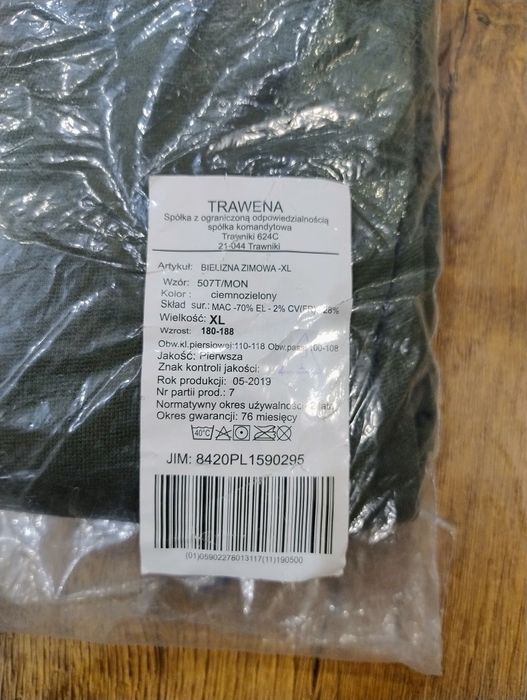 TRAWENA
Spółka z ograniczoną odpowiedzialnością
spółka komandytowa
Trawniki 624C
21-044 Trawniki
Artykuł: BIELIZNA ZIMOWA -XL
Wzór: 507T/MON
Kolor : ciemnozielony
Skład sur.: MAC -70% EL - 2% 28%
Wielkość: XL
Wzrost: 180-188
Obw.kl.piersiowej:110-118 Obw.pasa: 100-108
Jakość: Pierwsza
Znak kontroli jakości:
Rok produkcji: 05-2019
Nr partii prod.: 7
Normatywny okres używalności:
Okres gwarancji: 76 miesięcy
40°C
JIM: 8420PL1590295
(01)05902278013117(11)190500